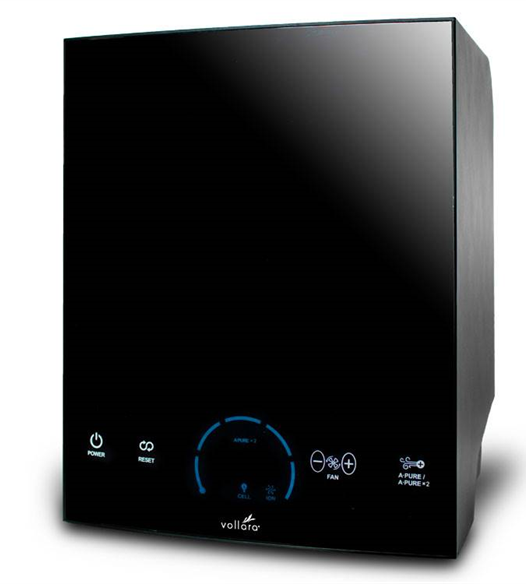 A·PURE + 2
POWER
RESET
FAN
A·PURE /
A·PURE+2
CELL
ION
vollara